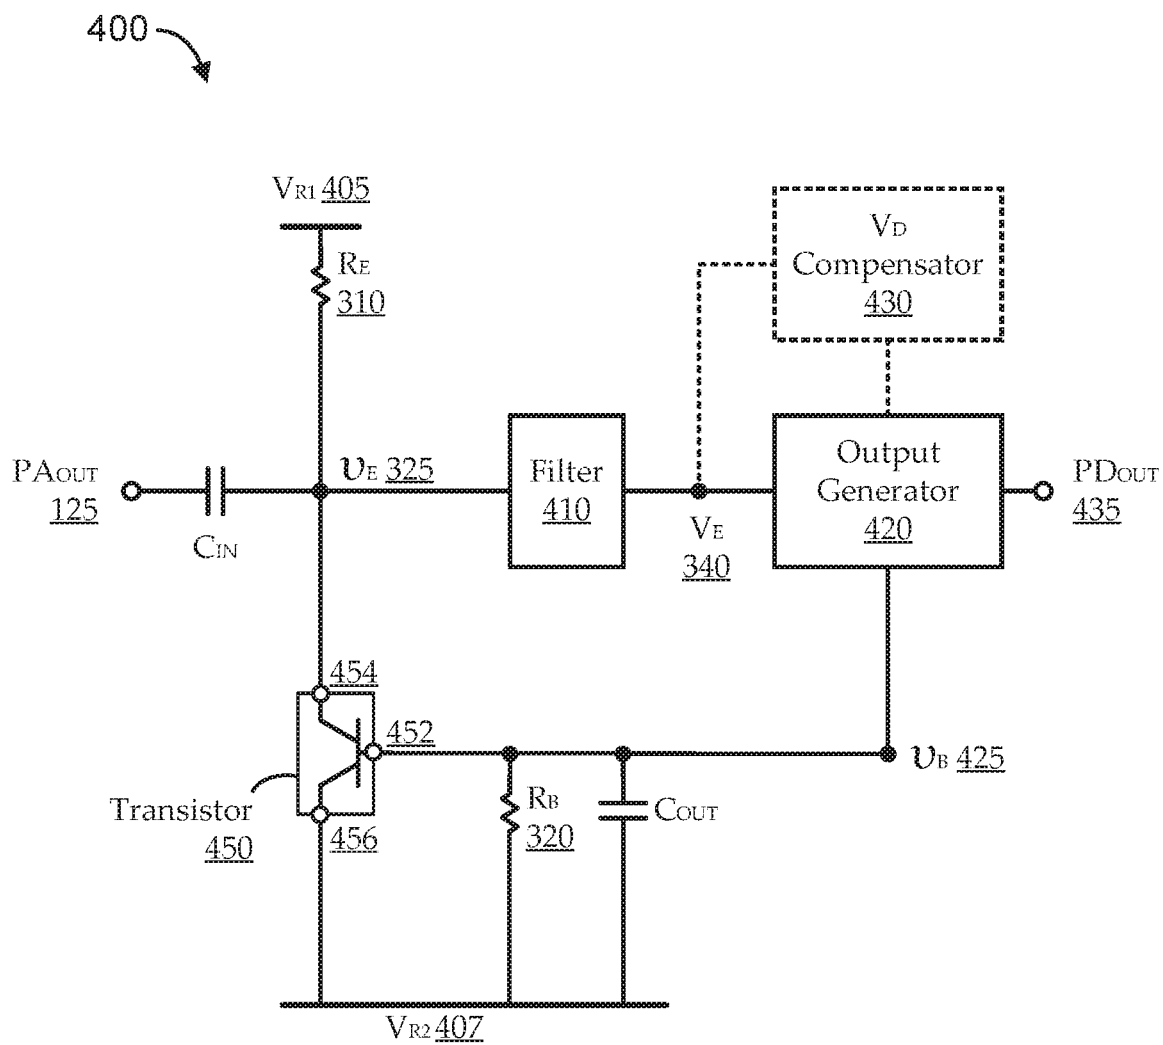 400
VR1 405
RE
310
VD
Compensator
430
PAOUT
125
CIN
υE 325
Filter
410
VE
340
Output
Generator
420
PDOUT
435
454
452
υB 425
Transistor
450
456
RB
320
COUT
VR2 407